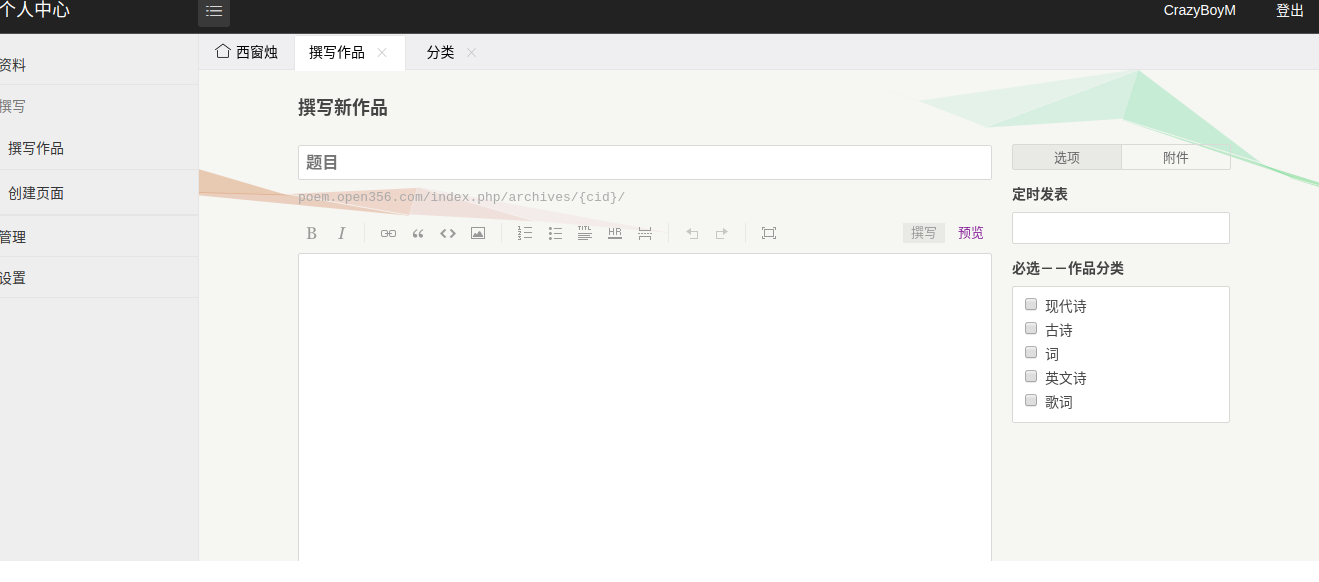 个人中心
CrazyBoyM 登出
西窗烛 撰写作品 分类
资料
撰写
撰写作品
创建页面
管理
设置
撰写新作品
题目
poem.open356.com/index.php/archives/{cid}/
B I TITL HR 撰写 预览
选项 附件
定时发表
必选－－作品分类
现代诗
古诗
词
英文诗
歌词